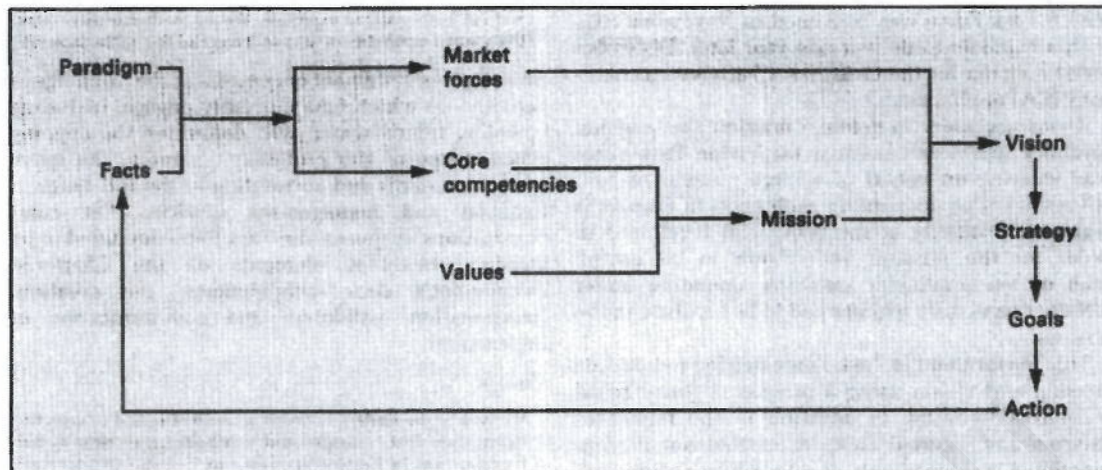 Paradigm
Market
forces
Vision
Facts
Core
competencies
Mission
Strategy
Values
Goals
Action